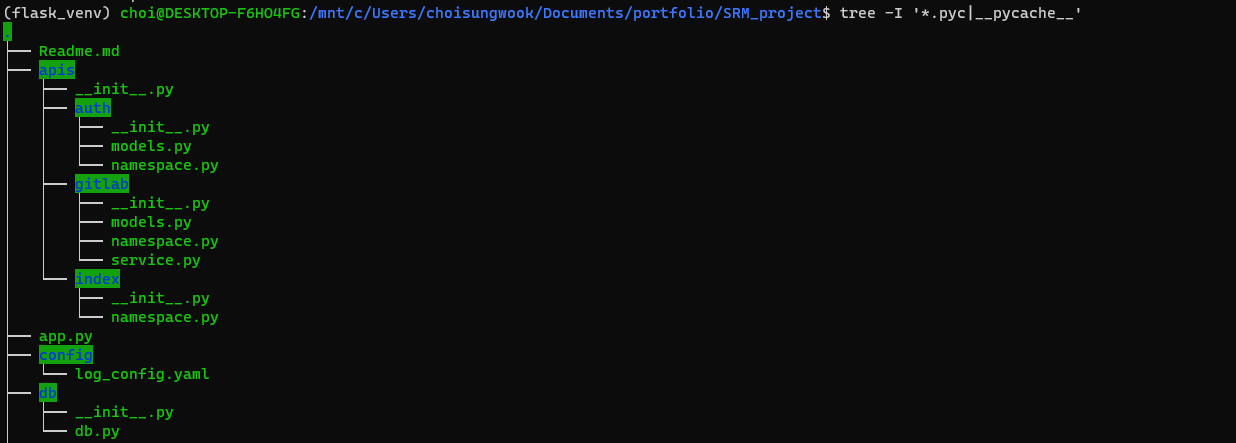 (flask_venv) choi@DESKTOP-F6HO4FG:/mnt/c/Users/choisungwook/Documents/portfolio/SRM_project$ tree -I '*.pyc|__pycache__'
.
├── Readme.md
├── apis
│   ├── __init__.py
│   ├── auth
│   │   ├── __init__.py
│   │   ├── models.py
│   │   └── namespace.py
│   ├── gitlab
│   │   ├── __init__.py
│   │   ├── models.py
│   │   ├── namespace.py
│   │   └── service.py
│   └── index
│       ├── __init__.py
│       └── namespace.py
├── app.py
├── config
│   └── log_config.yaml
├── db
│   ├── __init__.py
│   └── db.py